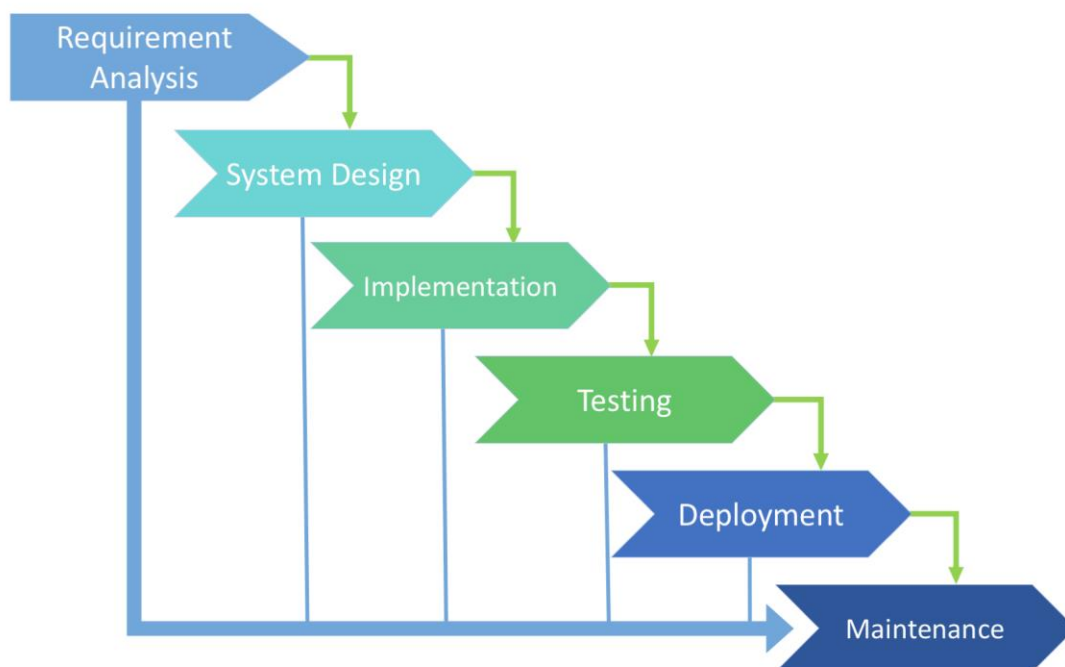 Requirement
Analysis
System Design
Implementation
Testing
Deployment
Maintenance